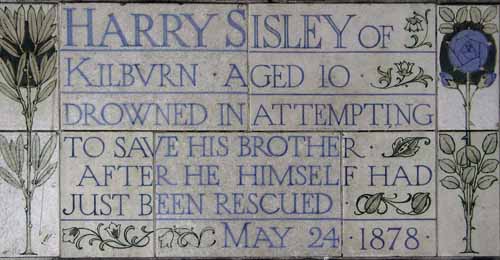 HARRY SISLEY OF
KILBVRN · AGED 10 ·
DROWNED IN ATTEMPTING
TO SAVE HIS BROTHER ·
AFTER HE HIMSELF HAD
JUST BEEN RESCUED
MAY 24 · 1878 ·